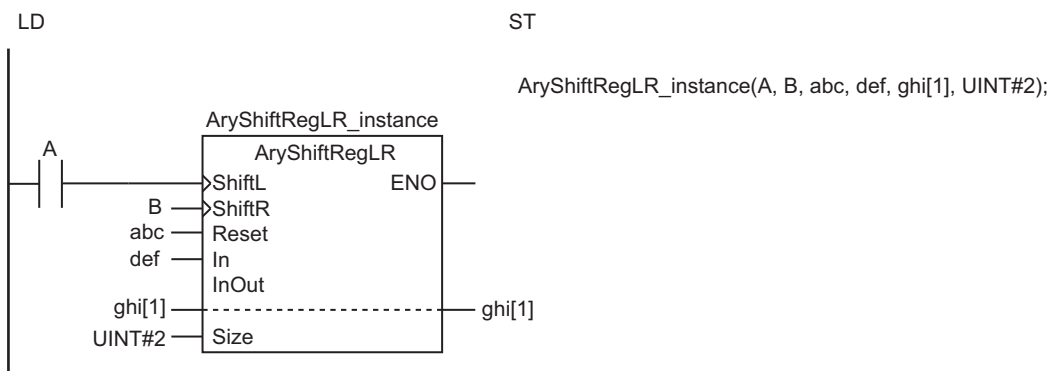 LD ST
AryShiftRegLR_instance(A, B, abc, def, ghi[1], UINT#2);
AryShiftRegLR_instance
A AryShiftRegLR
ShiftL ENO
B ShiftR
abc Reset
def In
InOut
ghi[1] ghi[1]
UINT#2 Size